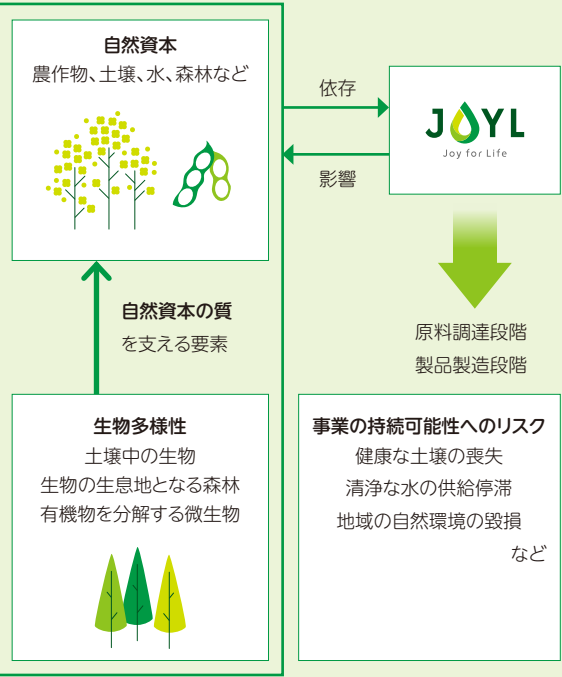 自然資本
農作物、土壌、水、森林など
依存
JOYL
Joy for Life
影響
自然資本の質
を支える要素
原料調達段階
製品製造段階
生物多様性
土壌中の生物
生物の生息地となる森林
有機物を分解する微生物
事業の持続可能性へのリスク
健康な土壌の喪失
清浄な水の供給停滞
地域の自然環境の毀損
など